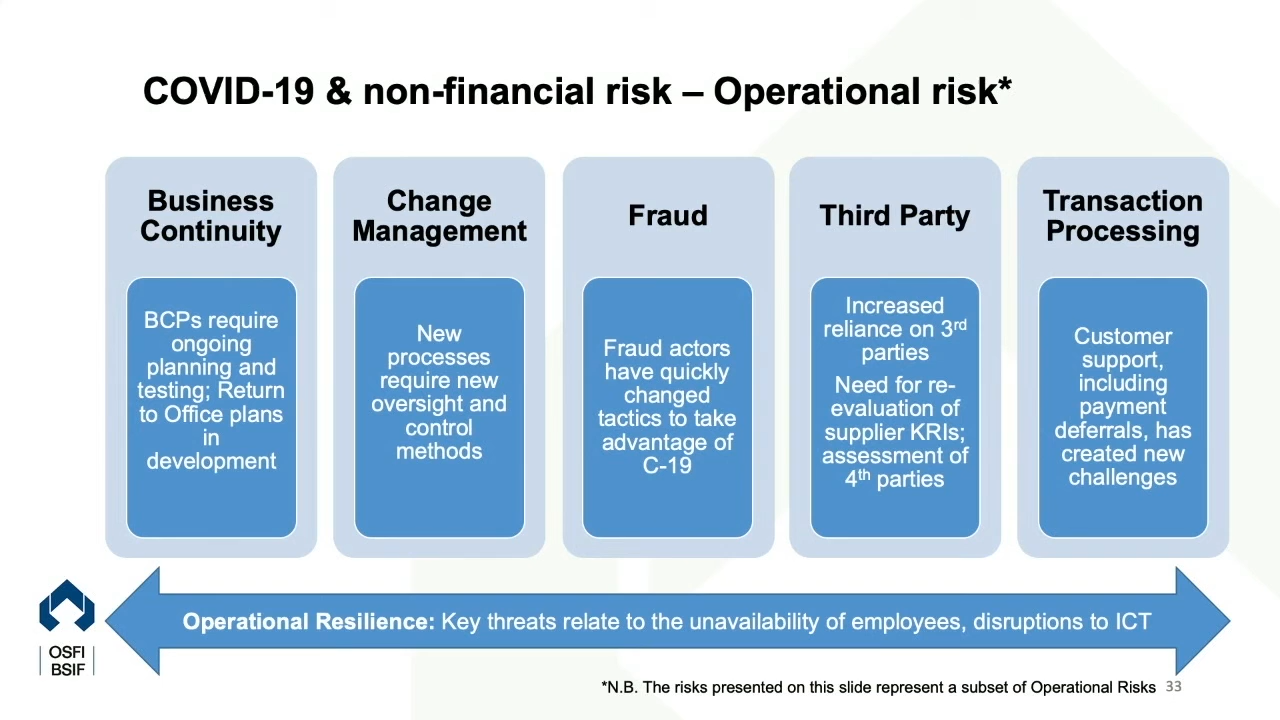 COVID-19 & non-financial risk – Operational risk*
Business
Continuity
BCPs require
ongoing
planning and
testing; Return
to Office plans
in
development
Change
Management
New
processes
require new
oversight and
control
methods
Fraud
Fraud actors
have quickly
changed
tactics to take
advantage of
C-19
Third Party
Increased
reliance on 3rd
parties
Need for re-
evaluation of
supplier KRIs;
assessment of
4th parties
Transaction
Processing
Customer
support,
including
payment
deferrals, has
created new
challenges
Operational Resilience: Key threats relate to the unavailability of employees, disruptions to ICT
OSFI
BSIF
*N.B. The risks presented on this slide represent a subset of Operational Risks 33